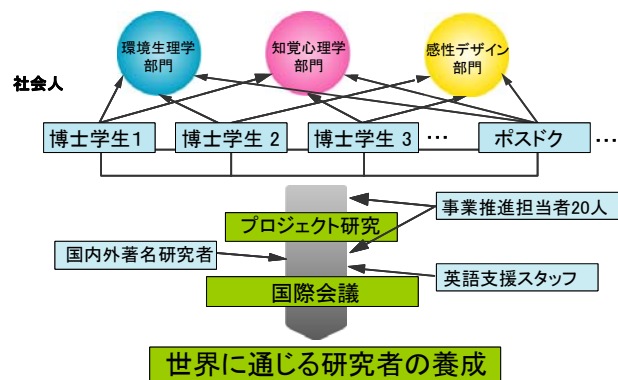 環境生理学
部門
知覚心理学
部門
感性デザイン
部門
社会人
博士学生1
博士学生 2
博士学生 3
…
ポスドク
…
事業推進担当者20人
プロジェクト研究
国内外著名研究者
英語支援スタッフ
国際会議
世界に通じる研究者の養成